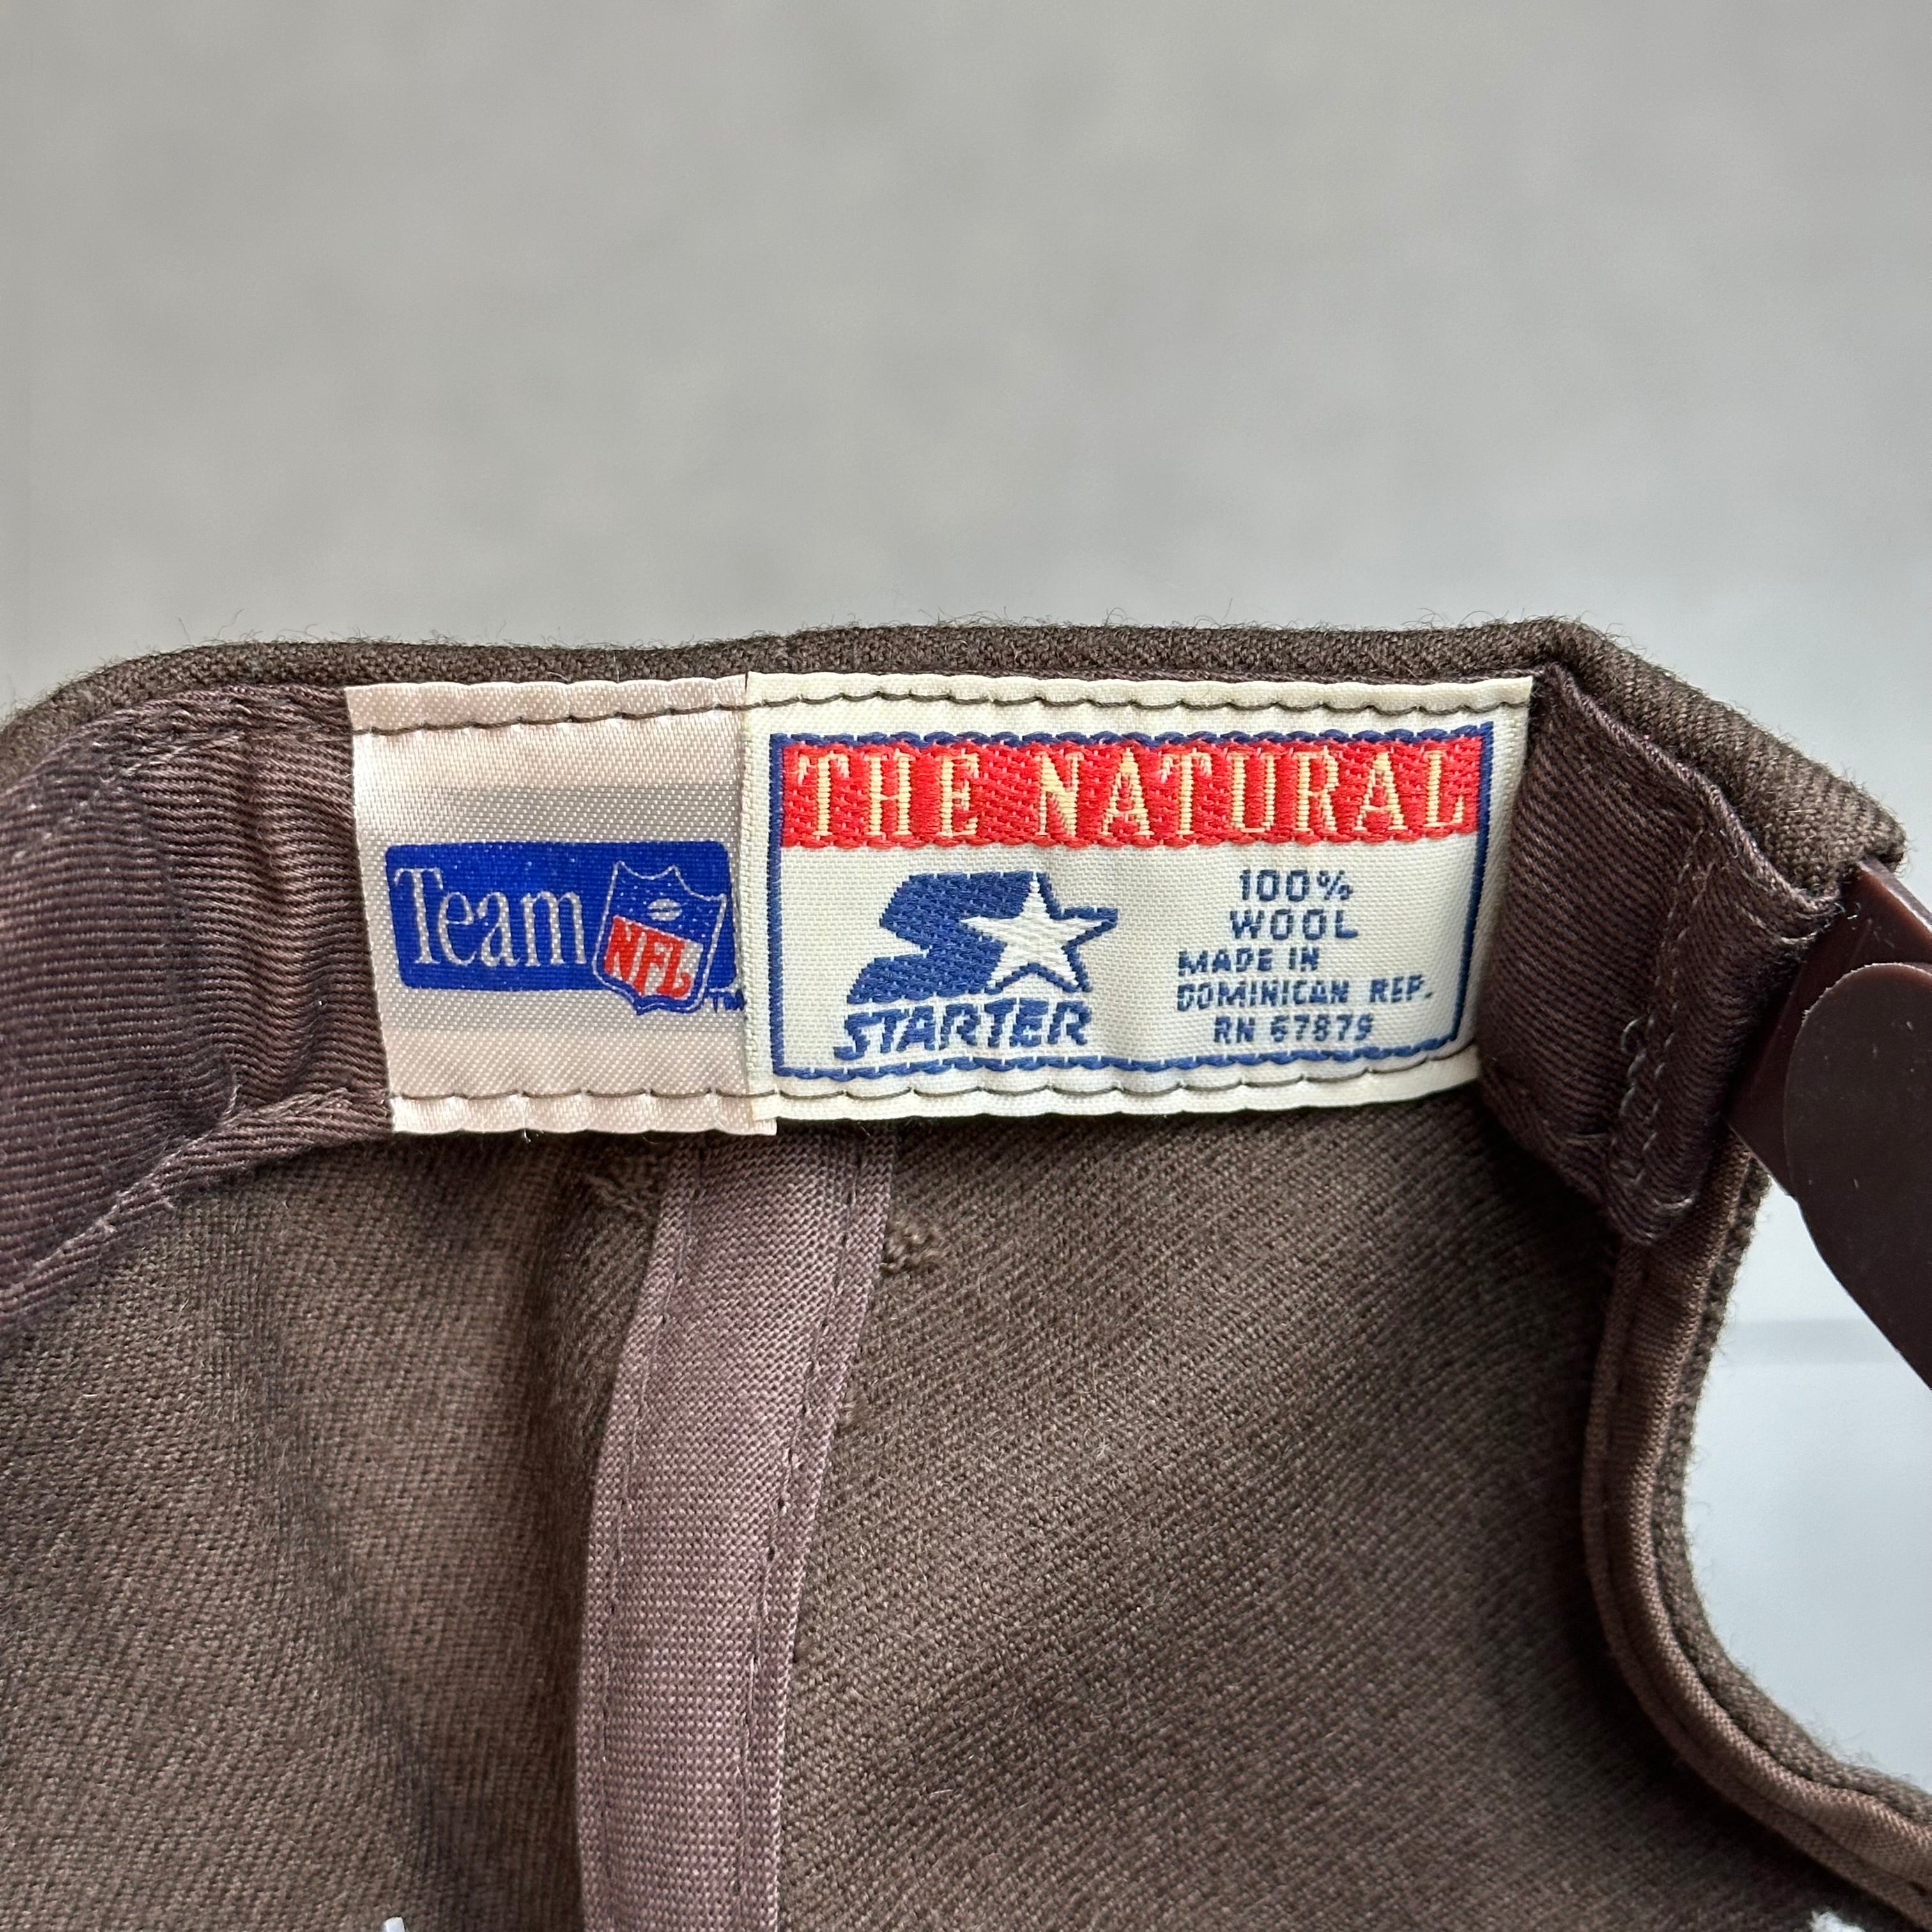 Team NFL TM
THE NATURAL
STARTER
100%
WOOL
MADE IN
DOMINICAN REP.
RN 67879